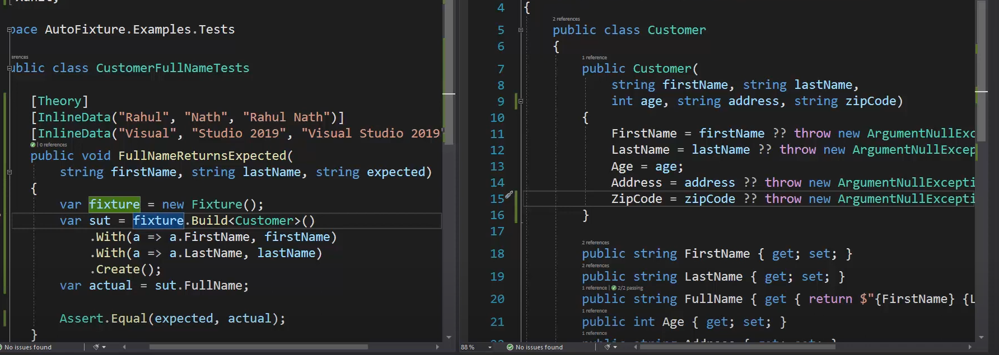 pace AutoFixture.Examples.Tests
erences
ublic class CustomerFullNameTests
[Theory]
[InlineData("Rahul", "Nath", "Rahul Nath")]
[InlineData("Visual", "Studio 2019", "Visual Studio 2019"
0 references
public void FullNameReturnsExpected(
string firstName, string lastName, string expected)
{
var fixture = new Fixture();
var sut = fixture.Build<Customer>()
.With(a => a.FirstName, firstName)
.With(a => a.LastName, lastName)
.Create();
var actual = sut.FullName;
Assert.Equal(expected, actual);
}
No issues found
4 {
2 references
5 public class Customer
6 {
1 reference
7 public Customer(
8 string firstName, string lastName,
9 int age, string address, string zipCode)
10 {
11 FirstName = firstName ?? throw new ArgumentNullExc
12 LastName = lastName ?? throw new ArgumentNullExcep
13 Age = age;
14 Address = address ?? throw new ArgumentNullExcepti
15 ZipCode = zipCode ?? throw new ArgumentNullExcepti
16 }
17
2 references
18 public string FirstName { get; set; }
2 references
19 public string LastName { get; set; }
1 reference | 2/2 passing
20 public string FullName { get { return $"{FirstName} {L
1 reference
21 public int Age { get; set; }
1 reference
88 %
No issues found